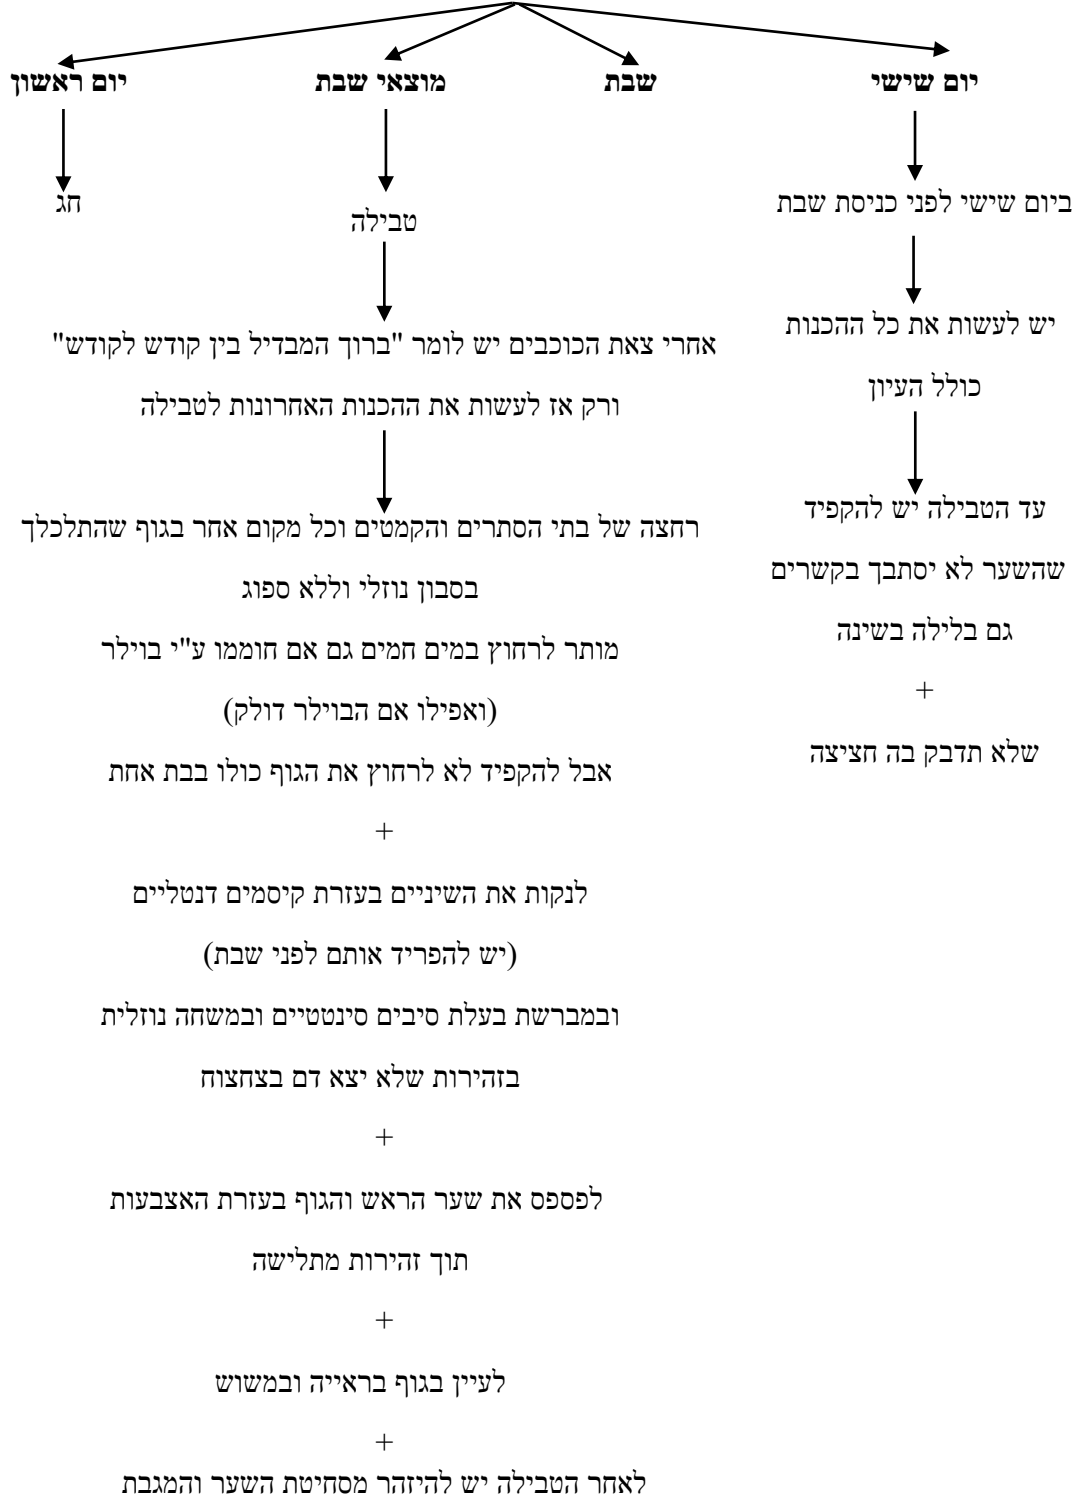 יום שישי
שבת
מוצאי שבת
יום ראשון
ביום שישי לפני כניסת שבת
יש לעשות את כל ההכנות
כולל העיון
עד הטבילה יש להקפיד
שהשער לא יסתבך בקשרים
גם בלילה בשינה
+
שלא תדבק בה חציצה
טבילה
אחרי צאת הכוכבים יש לומר "ברוך המבדיל בין קודש לקודש"
ורק אז לעשות את ההכנות האחרונות לטבילה
רחצה של בתי הסתרים והקמטים וכל מקום אחר בגוף שהתלכלך
בסבון נוזלי וללא ספוג
מותר לרחוץ במים חמים גם אם חוממו ע"י בוילר
(ואפילו אם הבוילר דולק)
אבל להקפיד לא לרחוץ את הגוף כולו בבת אחת
+
לנקות את השיניים בעזרת קיסמים דנטליים
(יש להפריד אותם לפני שבת)
ובמברשת בעלת סיבים סינטטיים ובמשחה נוזלית
בזהירות שלא יצא דם בצחצוח
+
לפספס את שער הראש והגוף בעזרת האצבעות
תוך זהירות מתלישה
+
לעיין בגוף בראייה ובמשוש
+
לאחר הטבילה יש להיזהר מסחיטת השער והמגבת
חג